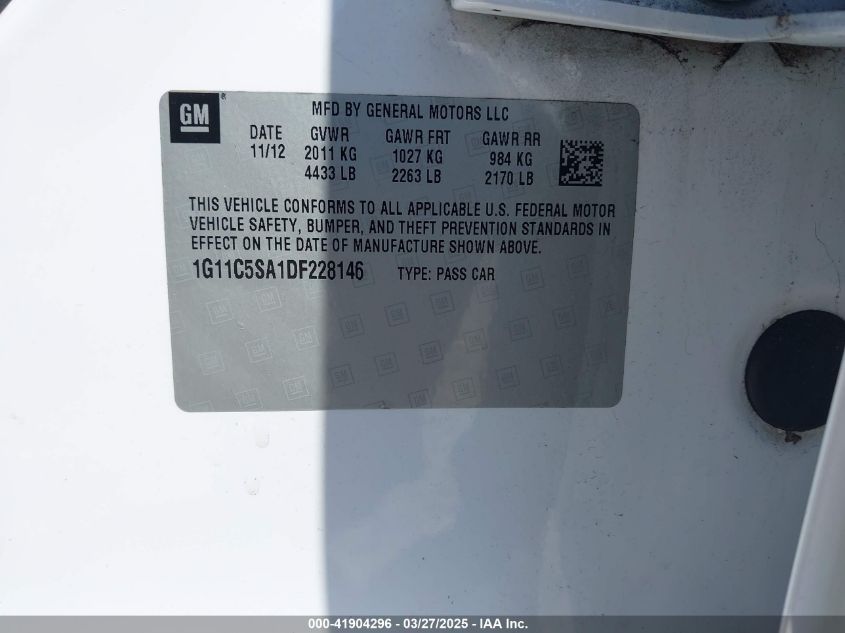 GM®
MFD BY GENERAL MOTORS LLC
DATE GVWR GAWR FRT GAWR RR
11/12 2011 KG 1027 KG 984 KG
4433 LB 2263 LB 2170 LB
THIS VEHICLE CONFORMS TO ALL APPLICABLE U.S. FEDERAL MOTOR
VEHICLE SAFETY, BUMPER, AND THEFT PREVENTION STANDARDS IN
EFFECT ON THE DATE OF MANUFACTURE SHOWN ABOVE.
1G11C5SA1DF228146 TYPE: PASS CAR
000-41904296 - 03/27/2025 - IAA Inc.